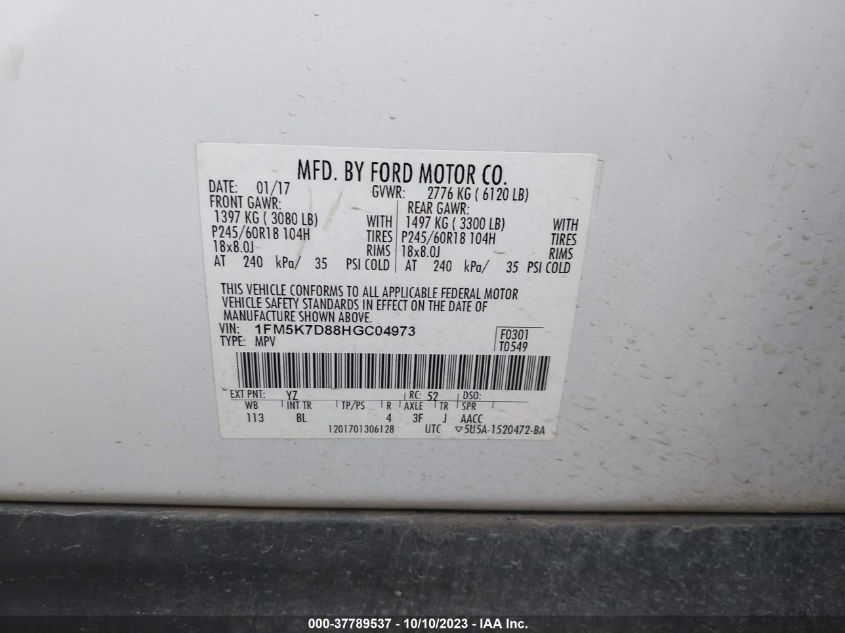 MFD. BY FORD MOTOR CO.
DATE: 01/17 GVWR: 2776 KG ( 6120 LB)
FRONT GAWR: REAR GAWR:
1397 KG ( 3080 LB) WITH 1497 KG ( 3300 LB) WITH
P245/60R18 104H TIRES P245/60R18 104H TIRES
18x8.0J RIMS 18x8.0J RIMS
AT 240 kPa/ 35 PSI COLD AT 240 kPa/ 35 PSI COLD
THIS VEHICLE CONFORMS TO ALL APPLICABLE FEDERAL MOTOR
VEHICLE SAFETY STANDARDS IN EFFECT ON THE DATE OF
MANUFACTURE SHOWN ABOVE.
VIN: 1FM5K7D88HGC04973 F0301
TYPE: MPV T0549
EXT PNT: YZ RC: 52 DSO:
WB INT TR TP/PS R AXLE TR SPR
113 BL 4 3F J AACC
1201701306128 UTC ▽5U5A-1520472-BA
000-37789537 - 10/10/2023 - IAAI.COM